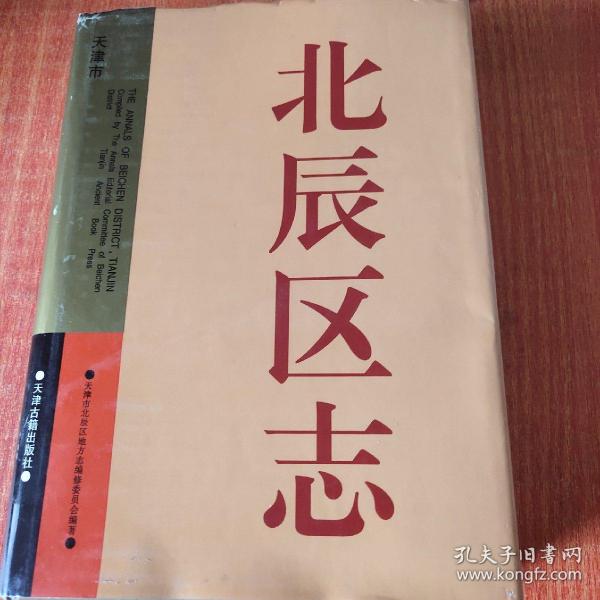 北辰区志
天津市
THE ANNALS OF BEICHEN DISTRICT, TIANJIN
Compiled by The Annals Editorial Committee of Beichen
District
Tianjin Ancient Book Press
天津市北辰区地方志编修委员会编著
天津古籍出版社
孔夫子旧书网
www.kongfz.com